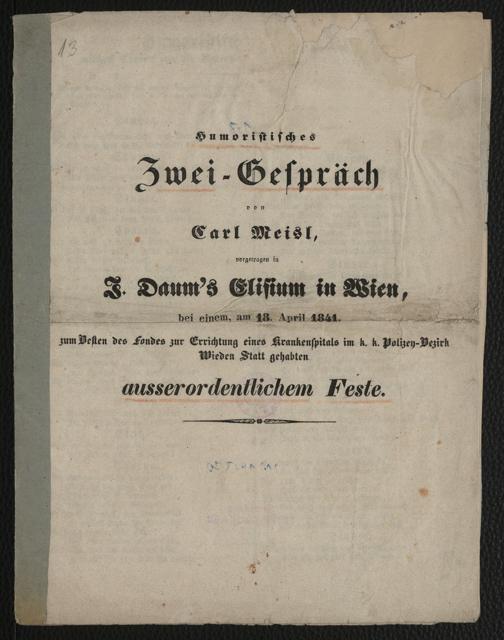 13
Humoristisches
Zwei-Gespräch
von
Carl Meisl,
vorgetragen in
J. Daum's Elisium in Wien,
bei einem, am 18. April 1841.
zum Besten des Fondes zur Errichtung eines Krankenspitals im k. k. Polizey-Bezirk
Wieden Statt gehabten
ausserordentlichem Feste.